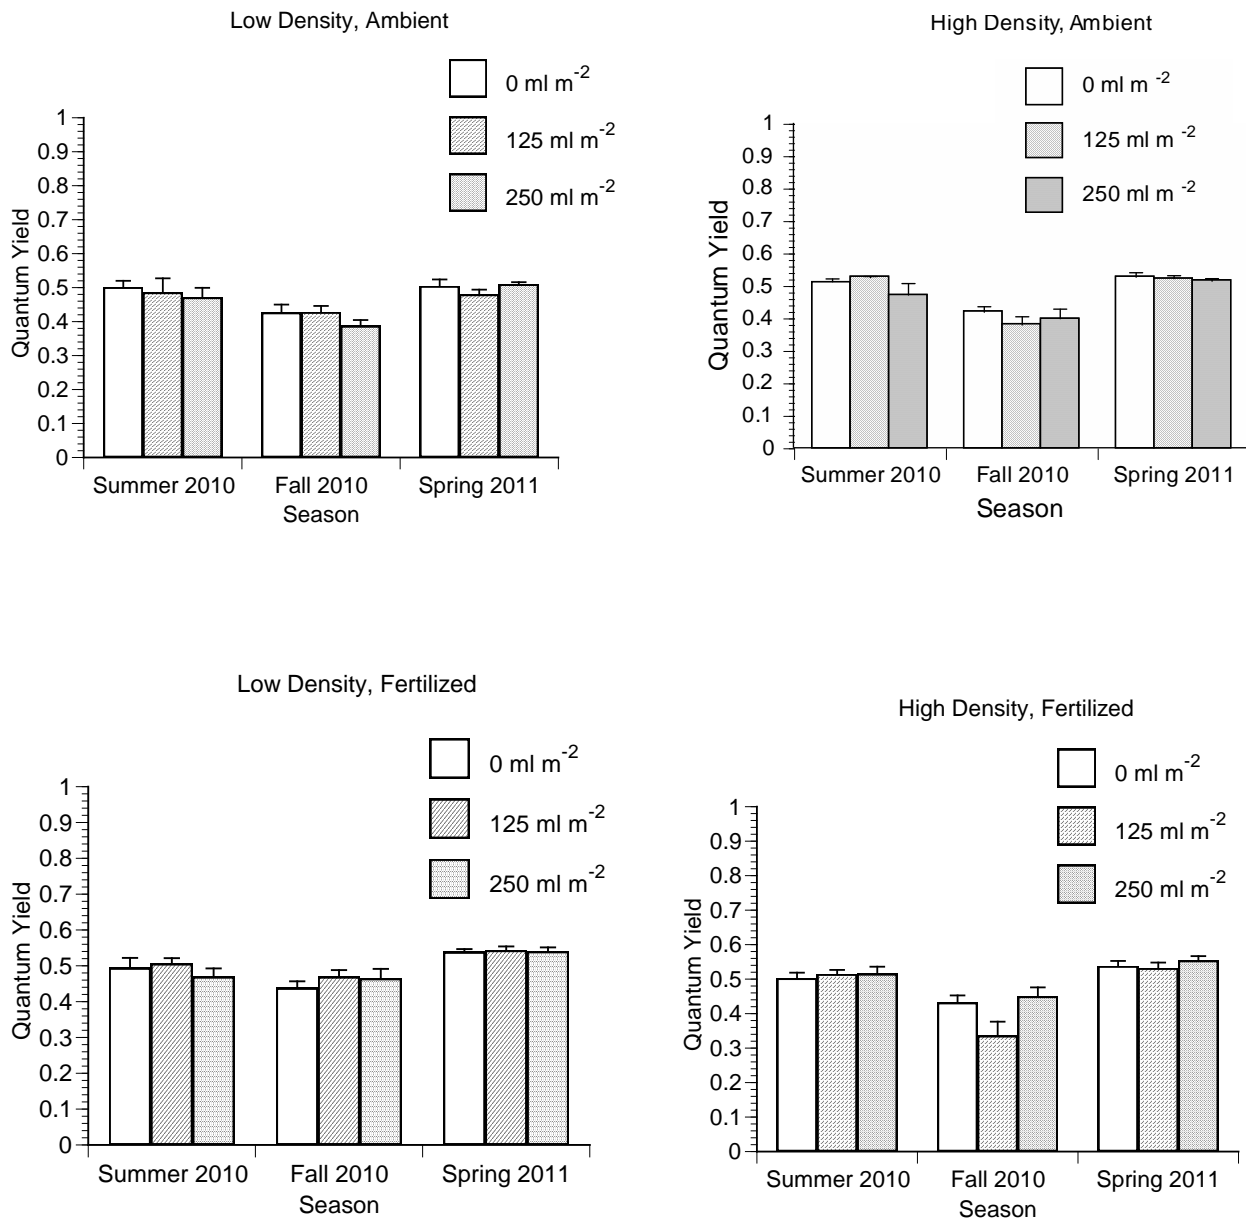 Low Density, Ambient
0 ml m⁻²
125 ml m⁻²
250 ml m⁻²
Quantum Yield
1
0.9
0.8
0.7
0.6
0.5
0.4
0.3
0.2
0.1
0
Summer 2010 Fall 2010 Spring 2011
Season
High Density, Ambient
0 ml m ⁻²
125 ml m ⁻²
250 ml m ⁻²
Quantum Yield
1
0.9
0.8
0.7
0.6
0.5
0.4
0.3
0.2
0.1
0
Summer 2010 Fall 2010 Spring 2011
Season
Low Density, Fertilized
0 ml m⁻²
125 ml m⁻²
250 ml m⁻²
Quantum Yield
1
0.9
0.8
0.7
0.6
0.5
0.4
0.3
0.2
0.1
0
Summer 2010 Fall 2010 Spring 2011
Season
High Density, Fertilized
0 ml m⁻²
125 ml m⁻²
250 ml m⁻²
Quantum Yield
1
0.9
0.8
0.7
0.6
0.5
0.4
0.3
0.2
0.1
0
Summer 2010 Fall 2010 Spring 2011
Season